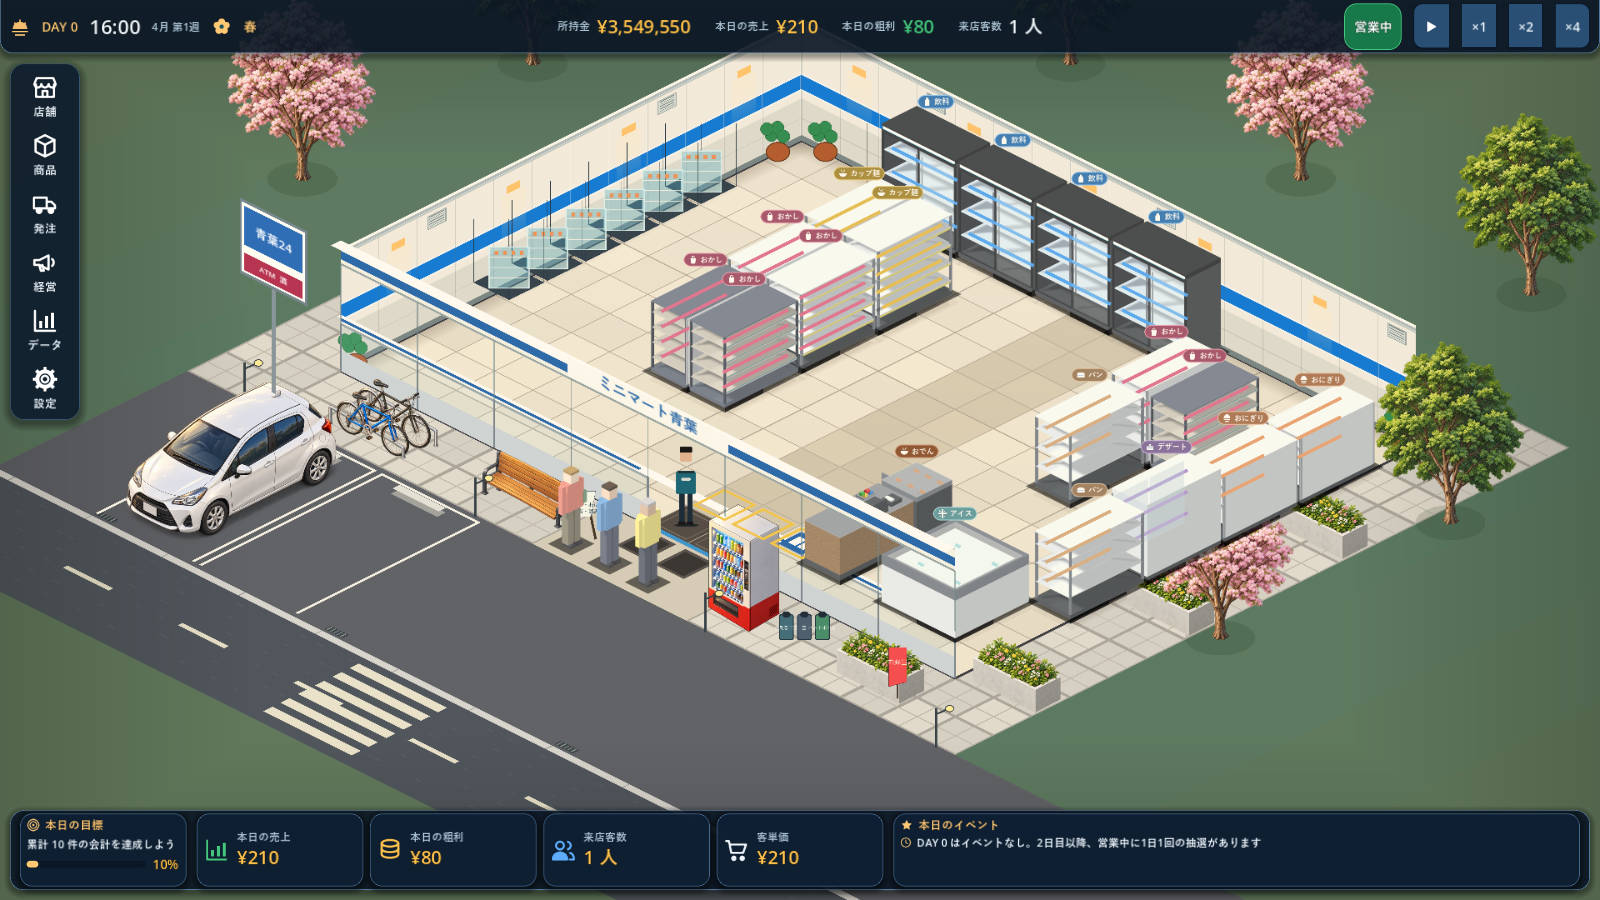 DAY 0 16:00 4月 第1週 春
所持金 ¥3,549,550 本日の売上 ¥210 本日の粗利 ¥80 来店客数 1 人
営業中 ▶ ×1 ×2 ×4
店舗
商品
発注
経営
データ
設定
飲料
飲料
飲料
飲料
カップ麺
カップ麺
おかし
おかし
おかし
おかし
青葉24
ATM 酒
ミニマート青葉
おかし
おかし
パン
おにぎり
おにぎり
デザート
おでん
パン
アイス
本日の目標
累計 10 件の会計を達成しよう
10%
本日の売上
¥210
本日の粗利
¥80
来店客数
1 人
客単価
¥210
本日のイベント
DAY 0 はイベントなし。2日目以降、営業中に1日1回の抽選があります